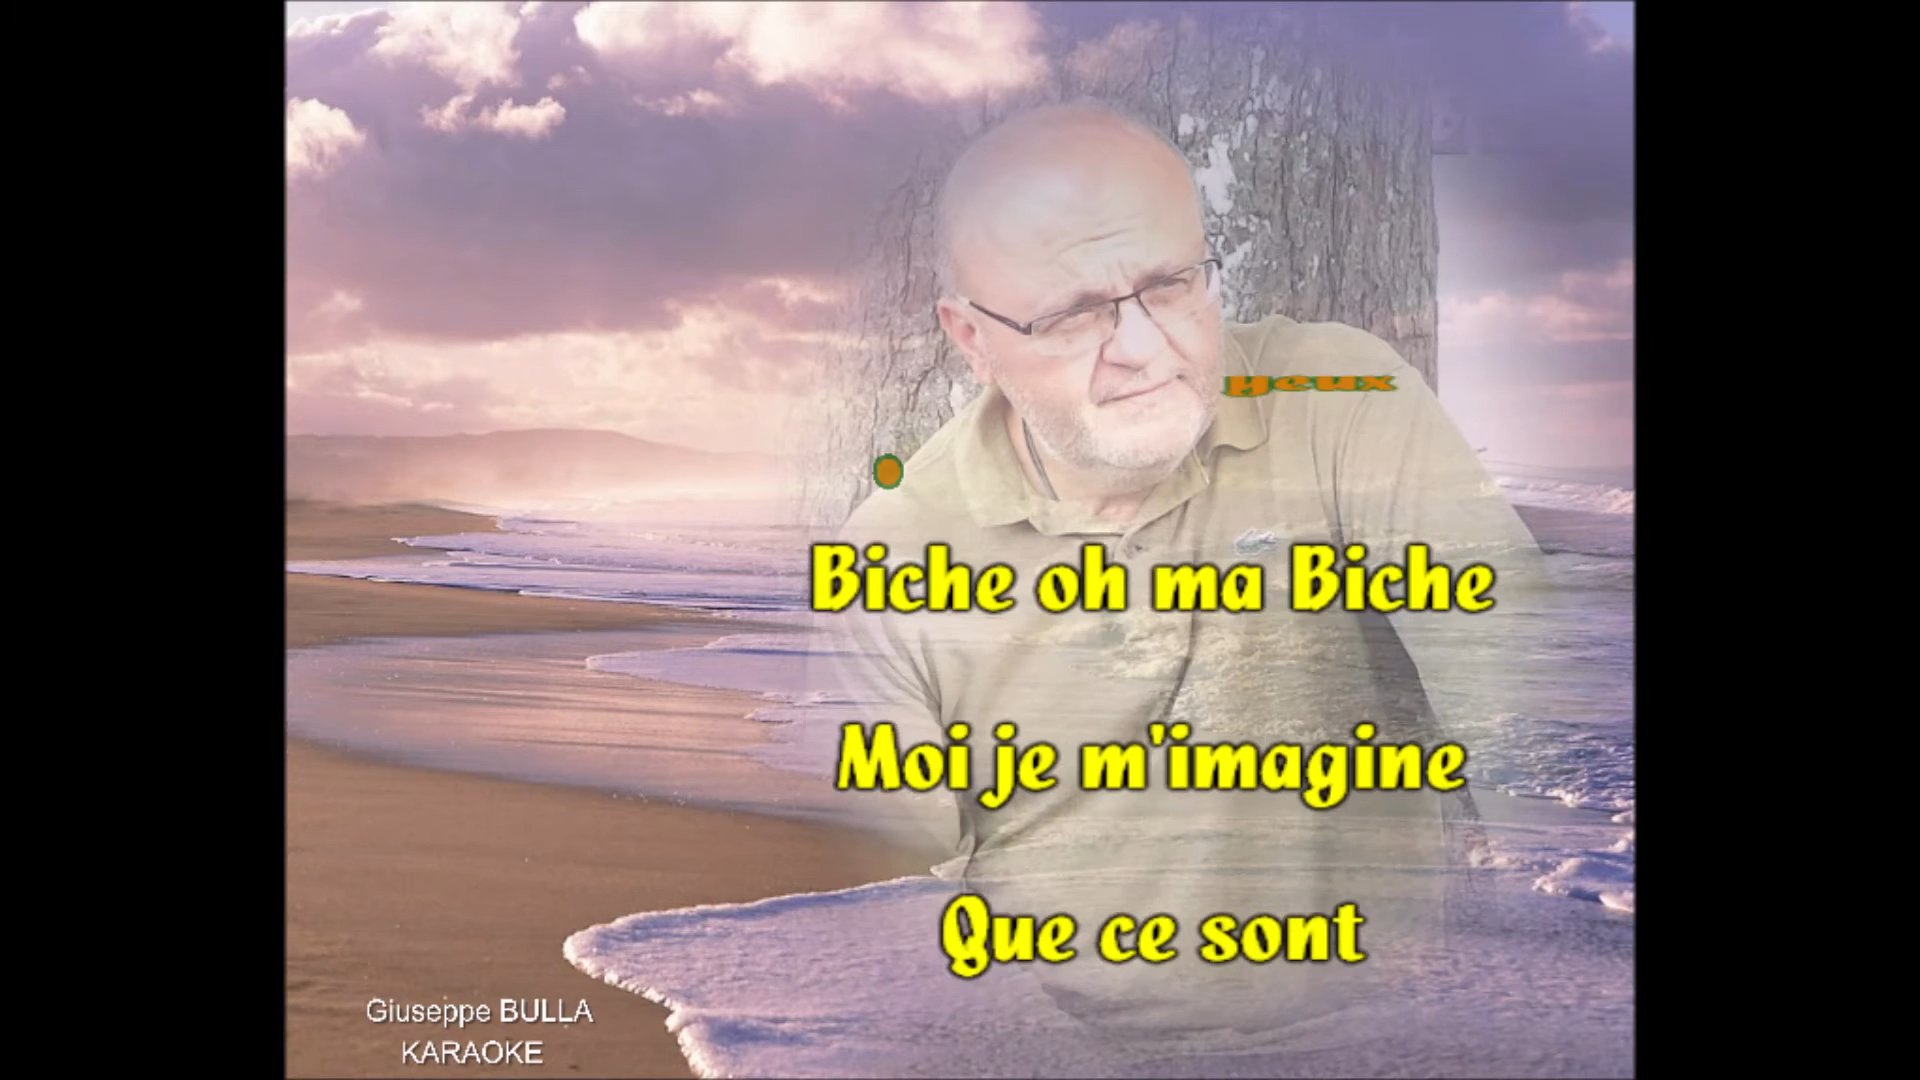 yeux
Biche oh ma Biche
Moi je m'imagine
Que ce sont
Giuseppe BULLA
KARAOKE